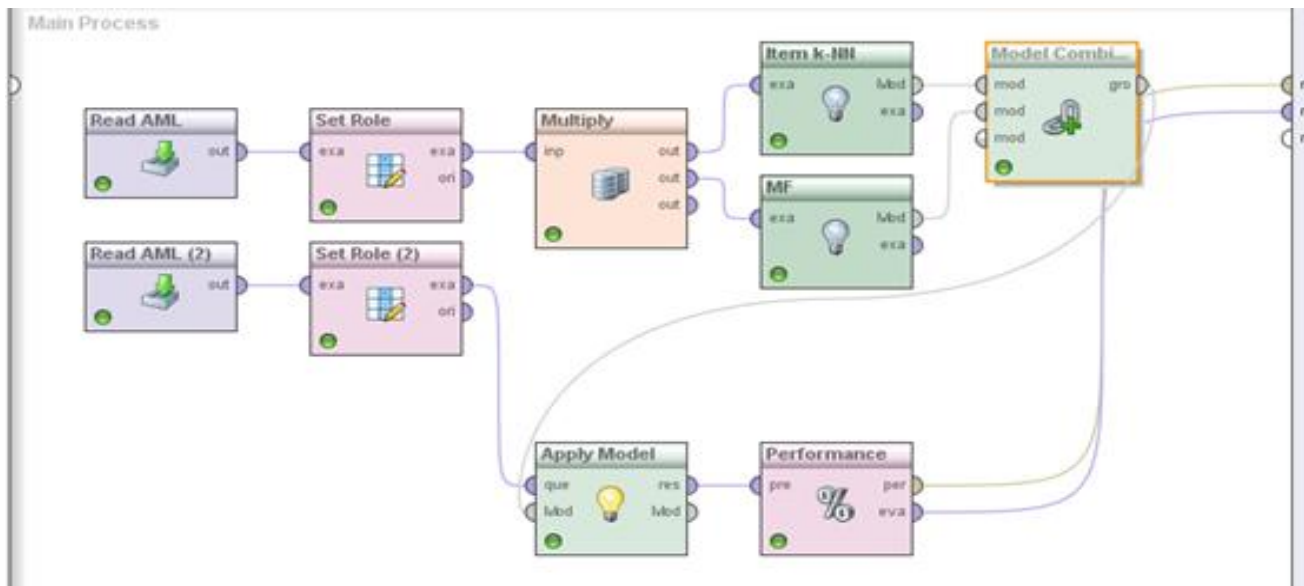 Main Process
Item k-NN
Model Combi...
exa
Mod
exa
mod
mod
mod
gro
Read AML
out
Set Role
exa
exa
ori
Multiply
inp
out
out
out
MF
exa
Mod
exa
Read AML (2)
out
Set Role (2)
exa
exa
ori
Apply Model
que
Mod
res
Mod
Performance
pre
per
eva